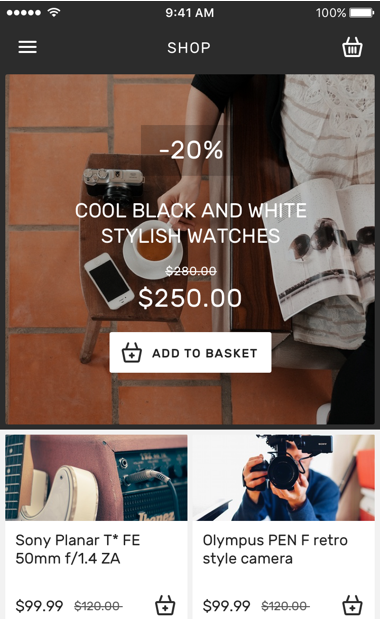 9:41 AM
100%
SHOP
-20%
COOL BLACK AND WHITE
STYLISH WATCHES
$280.00
$250.00
ADD TO BASKET
Ibanez
Sony Planar T* FE
50mm f/1.4 ZA
Olympus PEN F retro
style camera
$99.99 $120.00
$99.99 $120.00